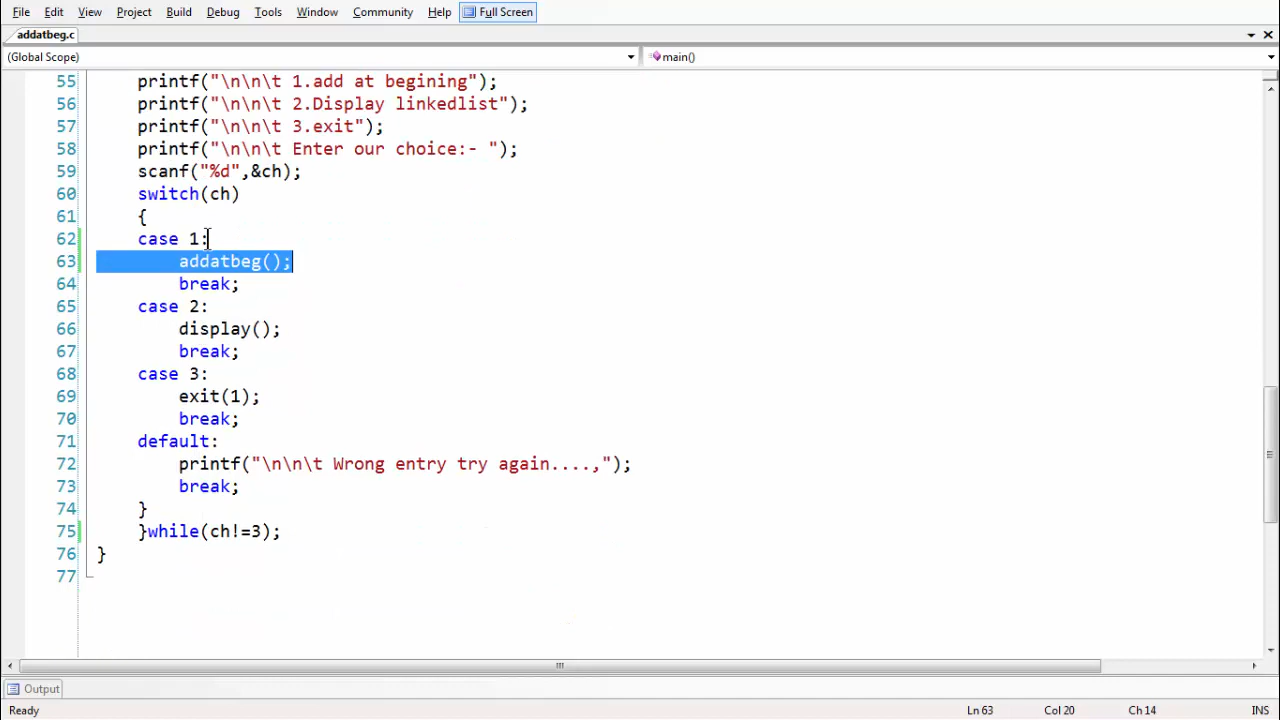 File Edit View Project Build Debug Tools Window Community Help Full Screen
addatbeg.c
(Global Scope) main()
55 printf("\n\n\t 1.add at begining");
56 printf("\n\n\t 2.Display linkedlist");
57 printf("\n\n\t 3.exit");
58 printf("\n\n\t Enter our choice:- ");
59 scanf("%d",&ch);
60 switch(ch)
61 {
62 case 1:
63 addatbeg();
64 break;
65 case 2:
66 display();
67 break;
68 case 3:
69 exit(1);
70 break;
71 default:
72 printf("\n\n\t Wrong entry try again....,");
73 break;
74 }
75 }while(ch!=3);
76 }
77
Output
Ready Ln 63 Col 20 Ch 14 INS